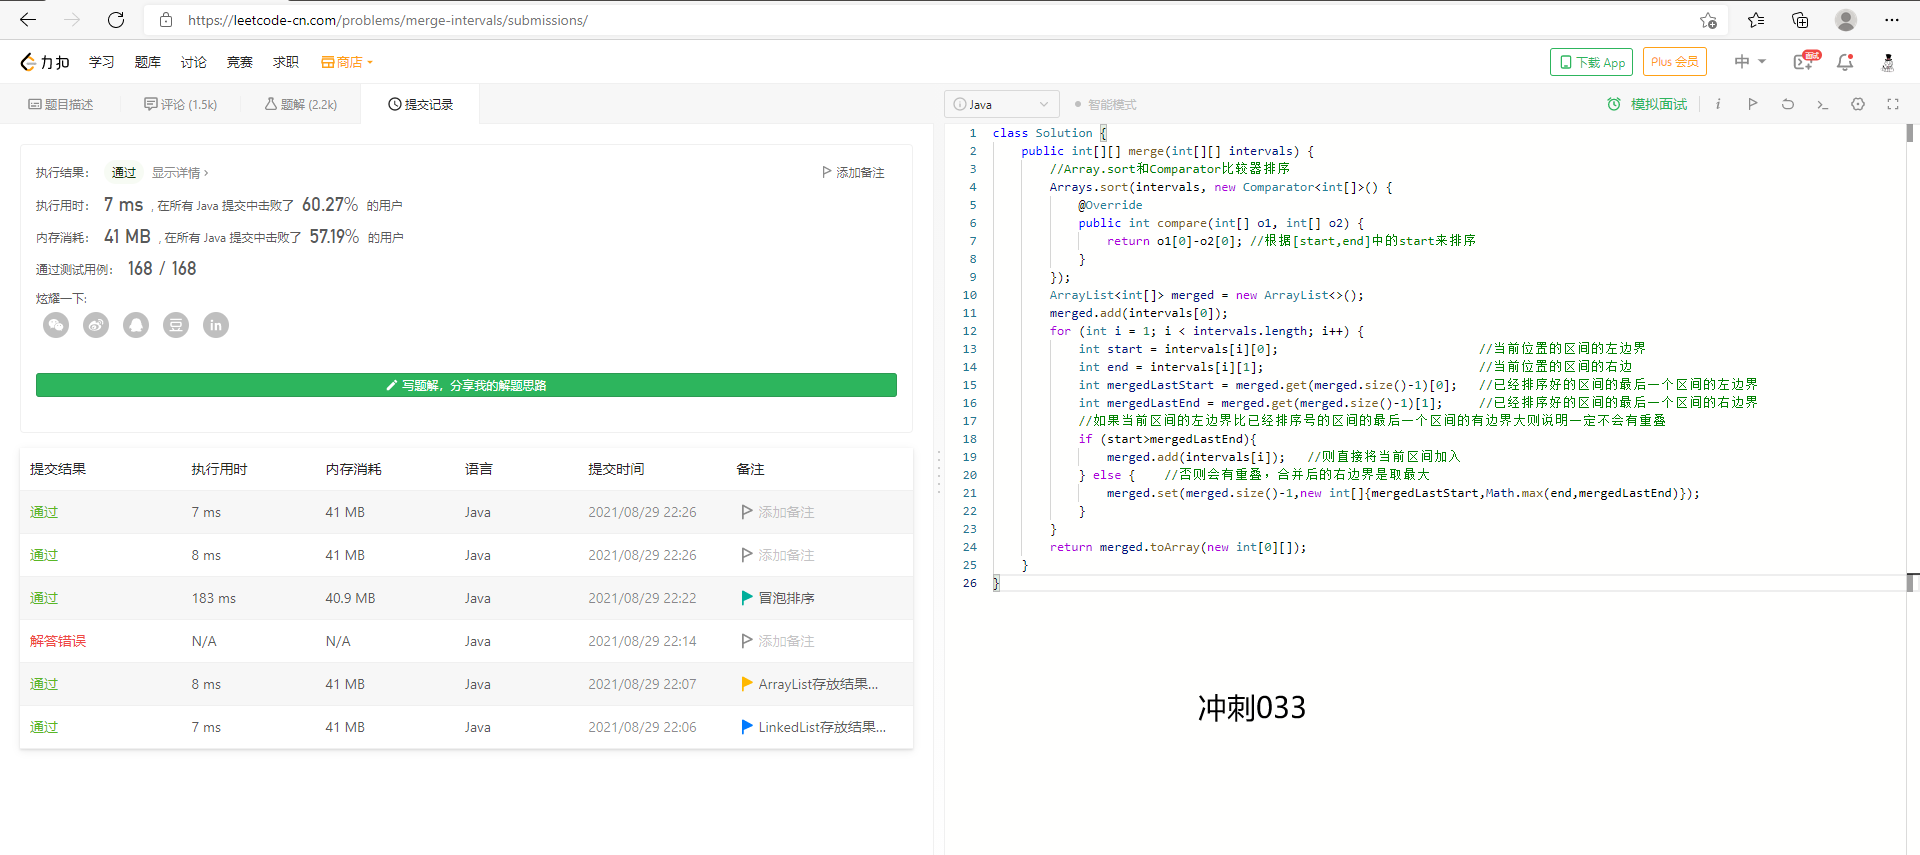 https://leetcode-cn.com/problems/merge-intervals/submissions/
力扣 学习 题库 讨论 竞赛 求职 商店 下载 App Plus 会员 中 面试
题目描述 评论 (1.5k) 题解 (2.2k) 提交记录
Java 智能模式 模拟面试
执行结果： 通过 显示详情 › 添加备注
执行用时： 7 ms , 在所有 Java 提交中击败了 60.27% 的用户
内存消耗： 41 MB , 在所有 Java 提交中击败了 57.19% 的用户
通过测试用例： 168 / 168
炫耀一下:
豆 in
写题解，分享我的解题思路
提交结果 执行用时 内存消耗 语言 提交时间 备注
通过 7 ms 41 MB Java 2021/08/29 22:26 添加备注
通过 8 ms 41 MB Java 2021/08/29 22:26 添加备注
通过 183 ms 40.9 MB Java 2021/08/29 22:22 冒泡排序
解答错误 N/A N/A Java 2021/08/29 22:14 添加备注
通过 8 ms 41 MB Java 2021/08/29 22:07 ArrayList存放结果...
通过 7 ms 41 MB Java 2021/08/29 22:06 LinkedList存放结果...
1 class Solution {
2 public int[][] merge(int[][] intervals) {
3 //Array.sort和Comparator比较器排序
4 Arrays.sort(intervals, new Comparator<int[]>() {
5 @Override
6 public int compare(int[] o1, int[] o2) {
7 return o1[0]-o2[0]; //根据[start,end]中的start来排序
8 }
9 });
10 ArrayList<int[]> merged = new ArrayList<>();
11 merged.add(intervals[0]);
12 for (int i = 1; i < intervals.length; i++) {
13 int start = intervals[i][0]; //当前位置的区间的左边界
14 int end = intervals[i][1]; //当前位置的区间的右边
15 int mergedLastStart = merged.get(merged.size()-1)[0]; //已经排序好的区间的最后一个区间的左边界
16 int mergedLastEnd = merged.get(merged.size()-1)[1]; //已经排序好的区间的最后一个区间的右边界
17 //如果当前区间的左边界比已经排序号的区间的最后一个区间的有边界大则说明一定不会有重叠
18 if (start>mergedLastEnd){
19 merged.add(intervals[i]); //则直接将当前区间加入
20 } else { //否则会有重叠，合并后的右边界是取最大
21 merged.set(merged.size()-1,new int[]{mergedLastStart,Math.max(end,mergedLastEnd)});
22 }
23 }
24 return merged.toArray(new int[0][]);
25 }
26 }
冲刺033